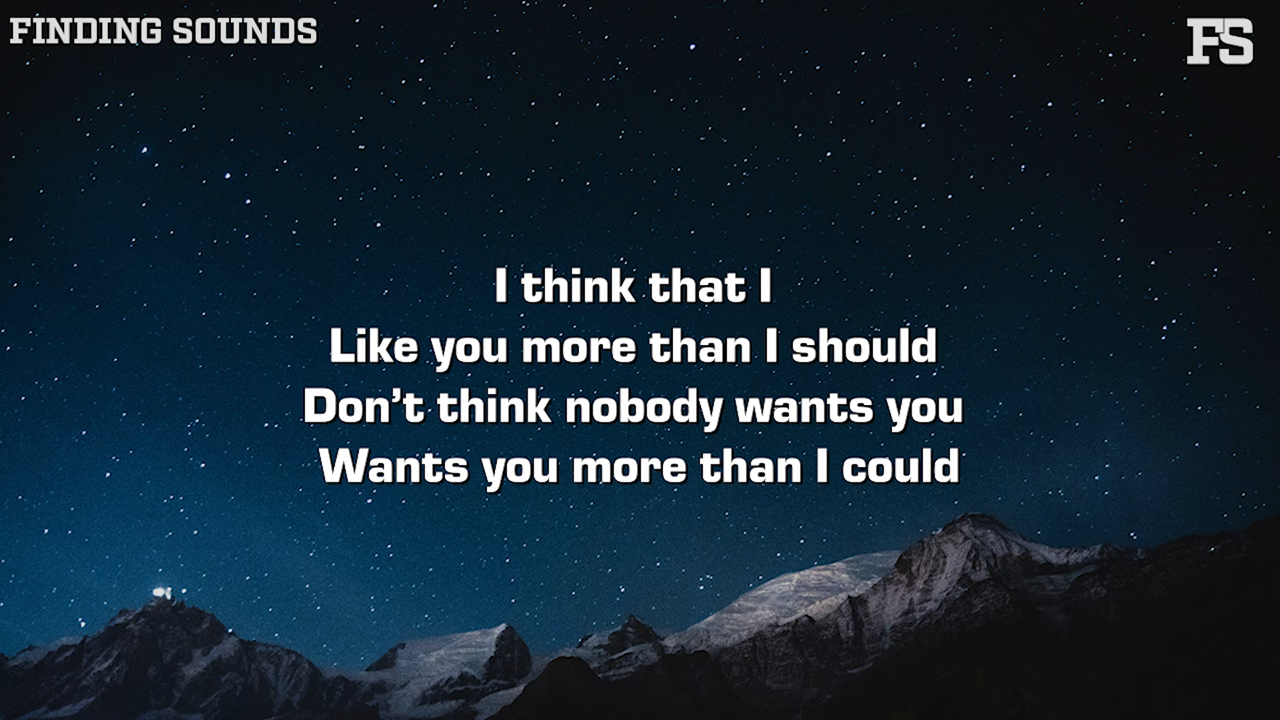 FINDING SOUNDS
FS
I think that I
Like you more than I should
Don’t think nobody wants you
Wants you more than I could